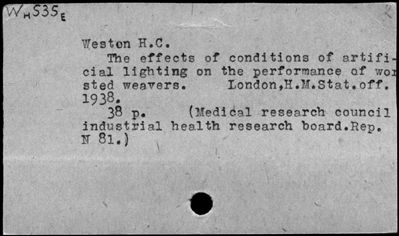 WH535E
Weston H.C.
The effects of conditions of artifi-
cial lighting on the performance of wor
sted weavers. London,H.M.Stat.off.
1938.
38 p. (Medical research council
industrial health research board.Rep.
N 81.)